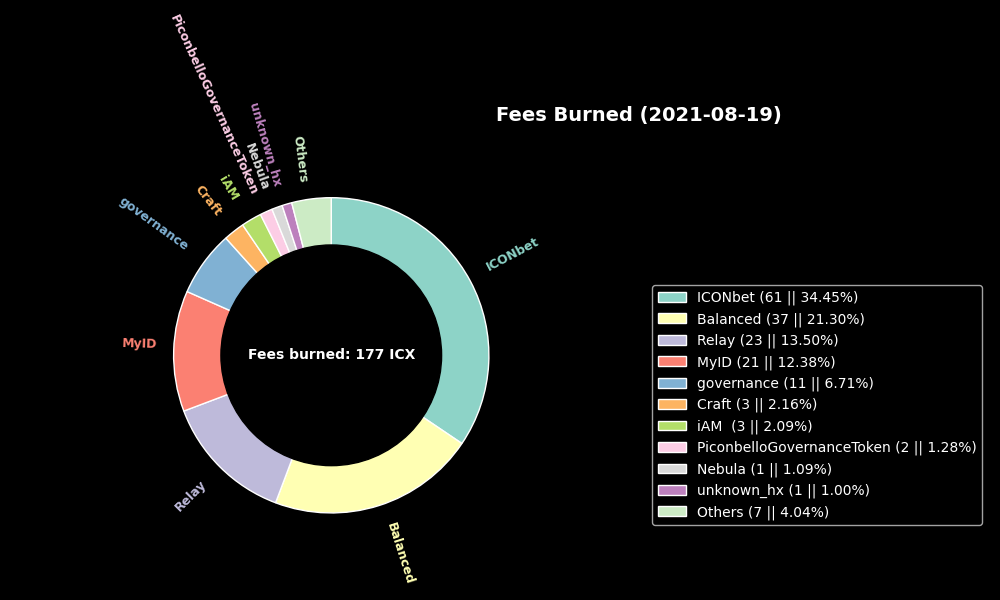 Fees Burned (2021-08-19)
PiconbelloGovernanceToken
unknown_hx
Nebula
Others
iAM
Craft
governance
ICONbet
MyID
Fees burned: 177 ICX
Relay
Balanced
ICONbet (61 || 34.45%)
Balanced (37 || 21.30%)
Relay (23 || 13.50%)
MyID (21 || 12.38%)
governance (11 || 6.71%)
Craft (3 || 2.16%)
iAM  (3 || 2.09%)
PiconbelloGovernanceToken (2 || 1.28%)
Nebula (1 || 1.09%)
unknown_hx (1 || 1.00%)
Others (7 || 4.04%)